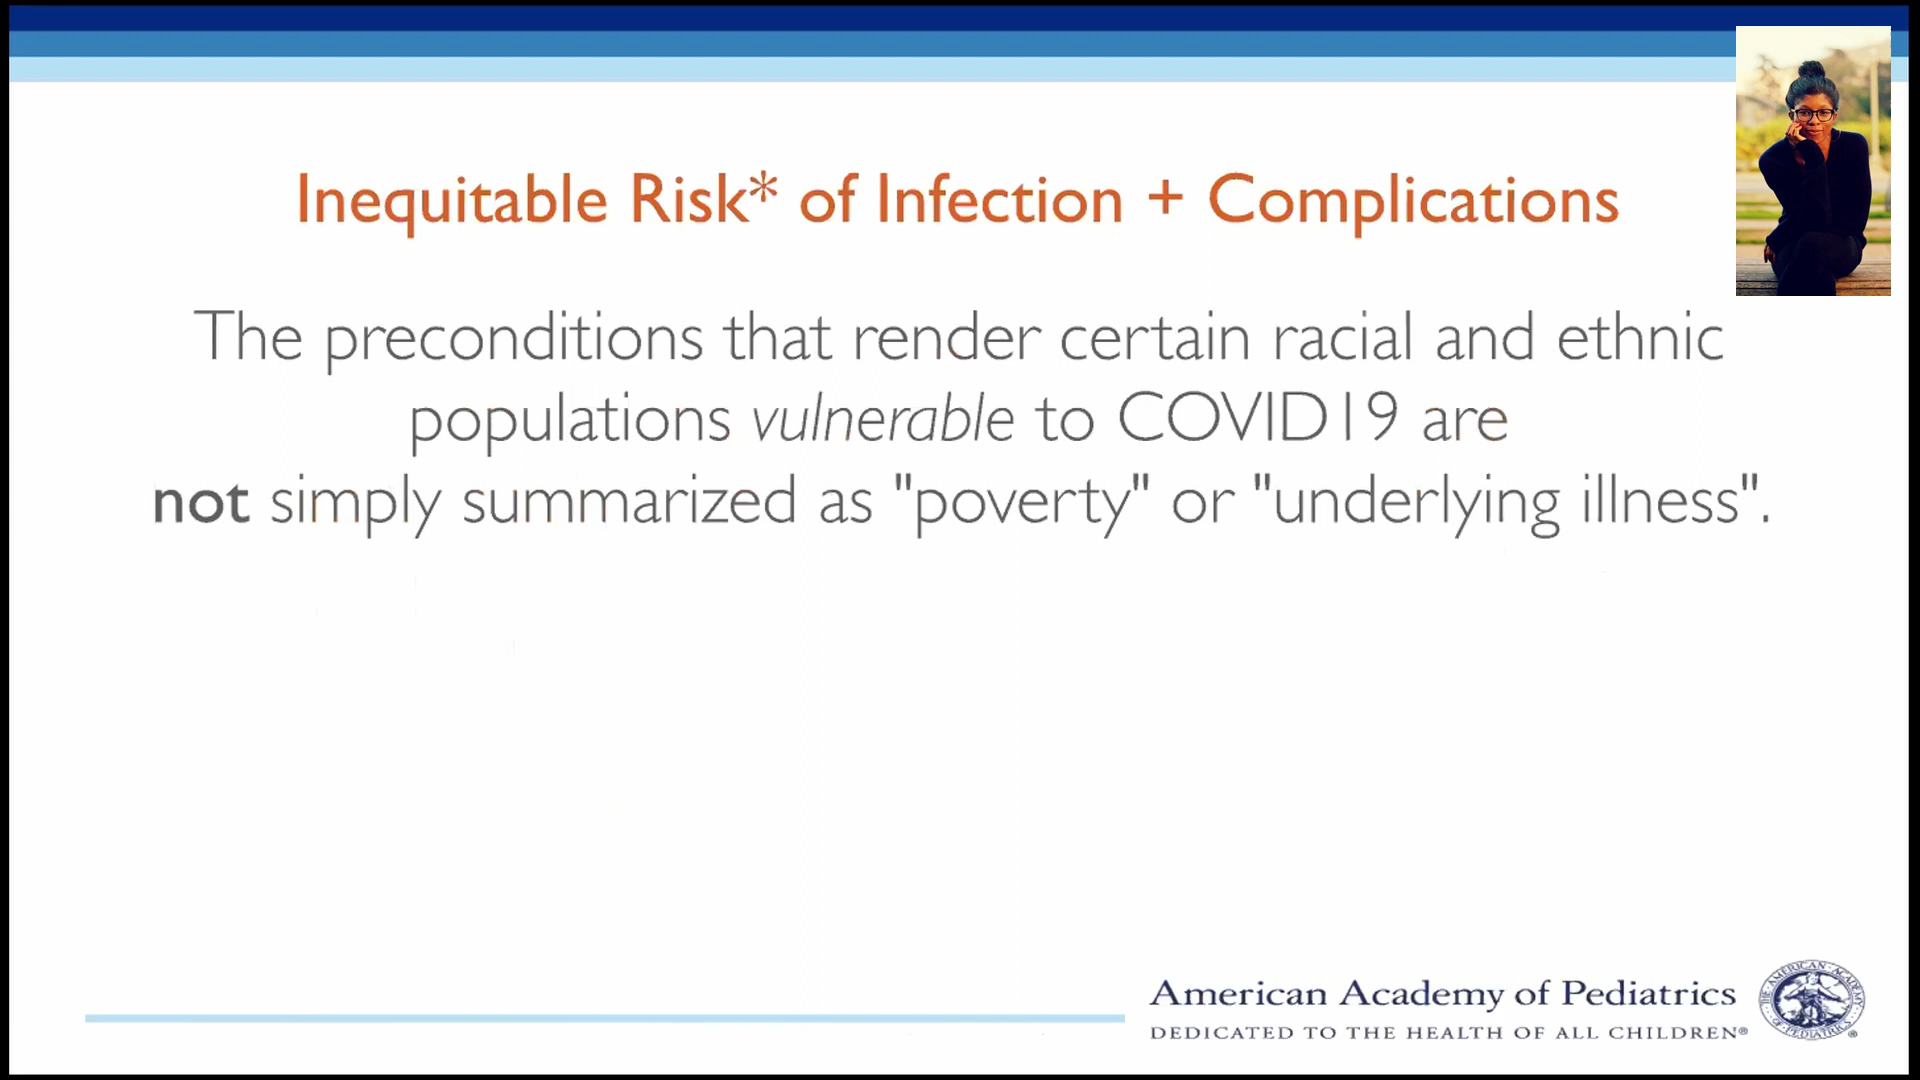 Inequitable Risk* of Infection + Complications
The preconditions that render certain racial and ethnic
populations vulnerable to COVID19 are
not simply summarized as "poverty" or "underlying illness".
American Academy of Pediatrics
DEDICATED TO THE HEALTH OF ALL CHILDREN®